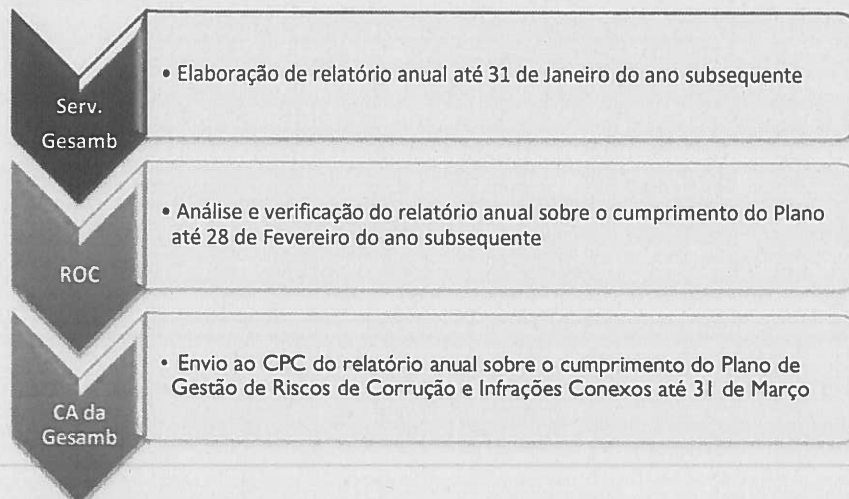 Serv.
Gesamb
• Elaboração de relatório anual até 31 de Janeiro do ano subsequente
ROC
• Análise e verificação do relatório anual sobre o cumprimento do Plano
até 28 de Fevereiro do ano subsequente
CA da
Gesamb
• Envio ao CPC do relatório anual sobre o cumprimento do Plano de
Gestão de Riscos de Corrução e Infrações Conexos até 31 de Março